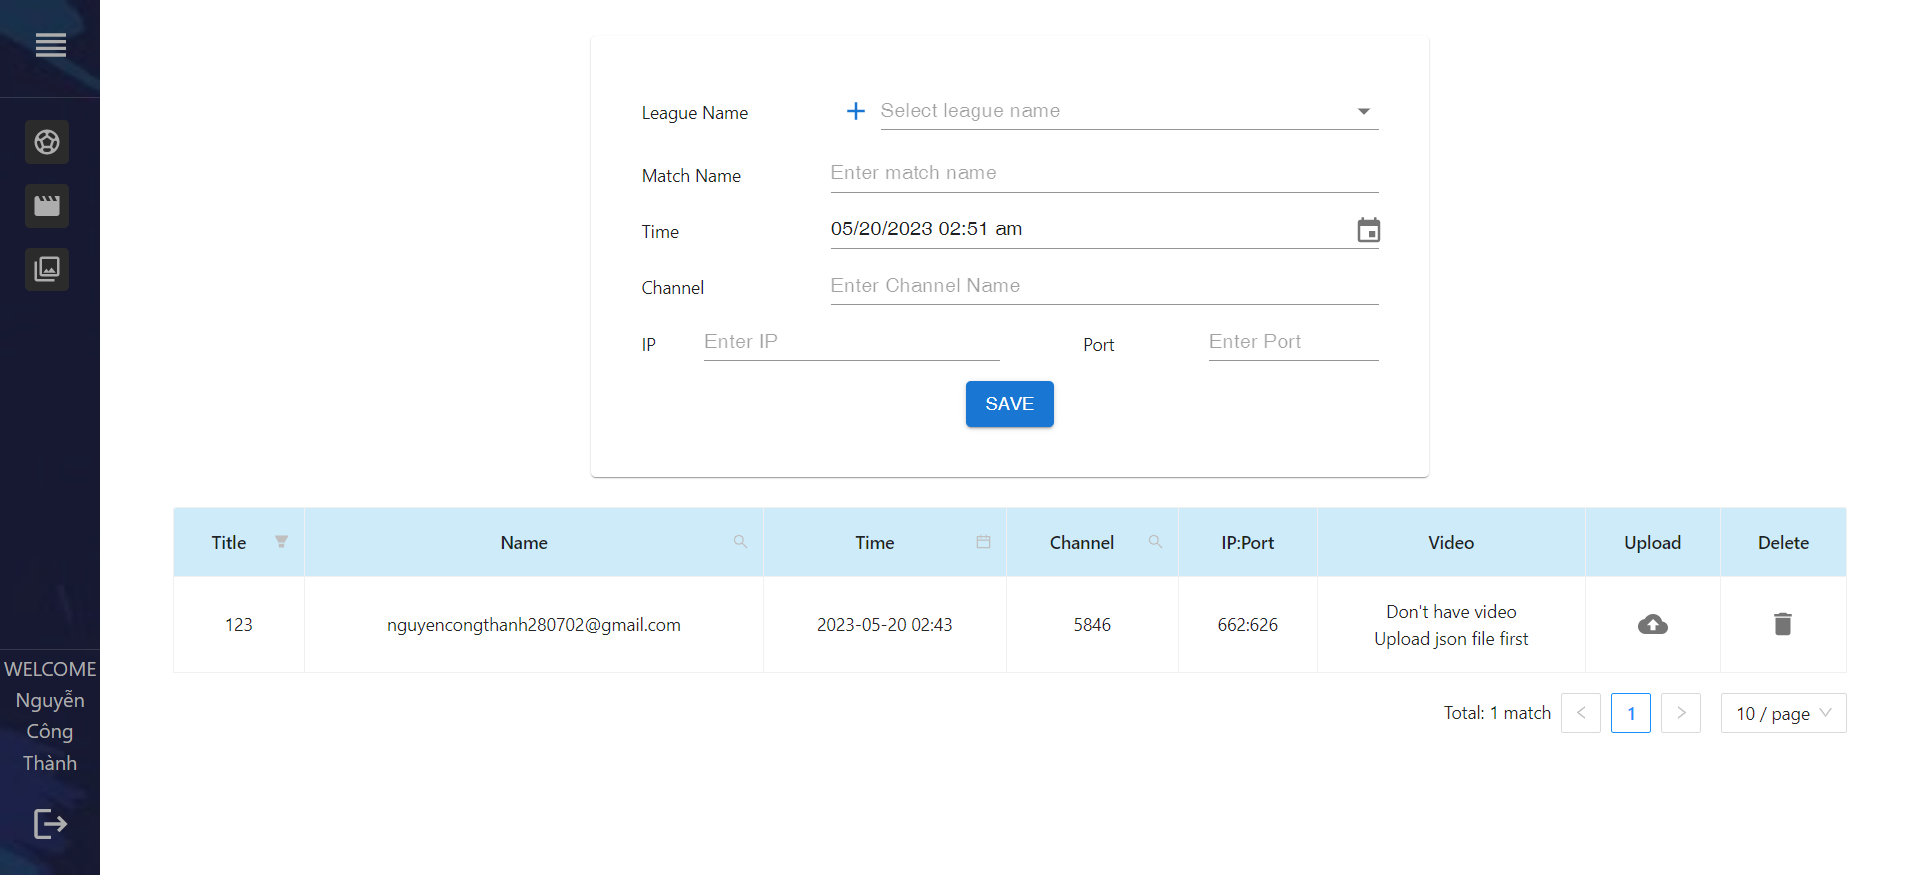 League Name
Select league name
Match Name
Enter match name
Time
05/20/2023 02:51 am
Channel
Enter Channel Name
IP
Enter IP
Port
Enter Port
SAVE
Title
Name
Time
Channel
IP:Port
Video
Upload
Delete
123
nguyencongthanh280702@gmail.com
2023-05-20 02:43
5846
662:626
Don't have video
Upload json file first
Total: 1 match
1
10 / page
WELCOME
Nguyễn
Công
Thành